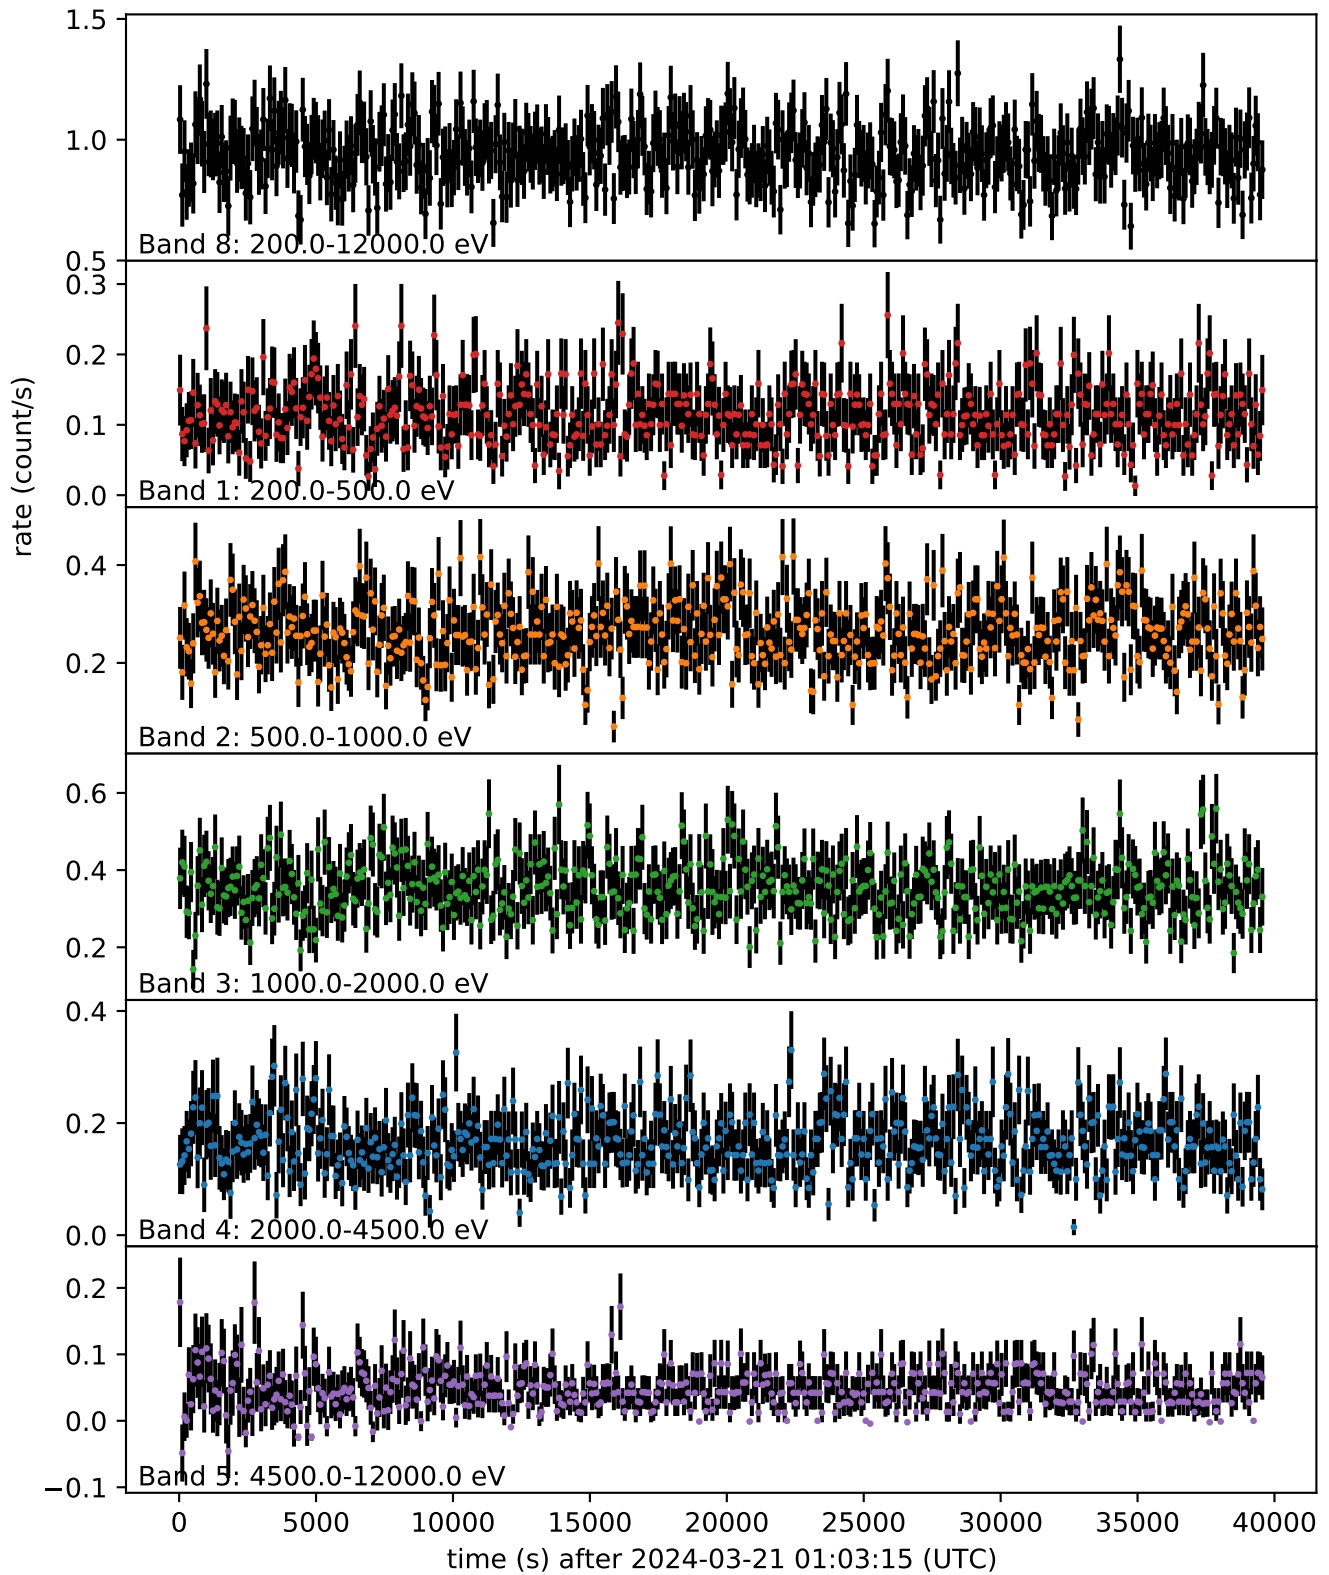 1.5
1.0
0.5
Band 8: 200.0-12000.0 eV
0.3
0.2
0.1
0.0
Band 1: 200.0-500.0 eV
rate (count/s)
0.4
0.2
Band 2: 500.0-1000.0 eV
0.6
0.4
0.2
Band 3: 1000.0-2000.0 eV
0.4
0.2
0.0
Band 4: 2000.0-4500.0 eV
0.2
0.1
0.0
−0.1
Band 5: 4500.0-12000.0 eV
0 5000 10000 15000 20000 25000 30000 35000 40000
time (s) after 2024-03-21 01:03:15 (UTC)